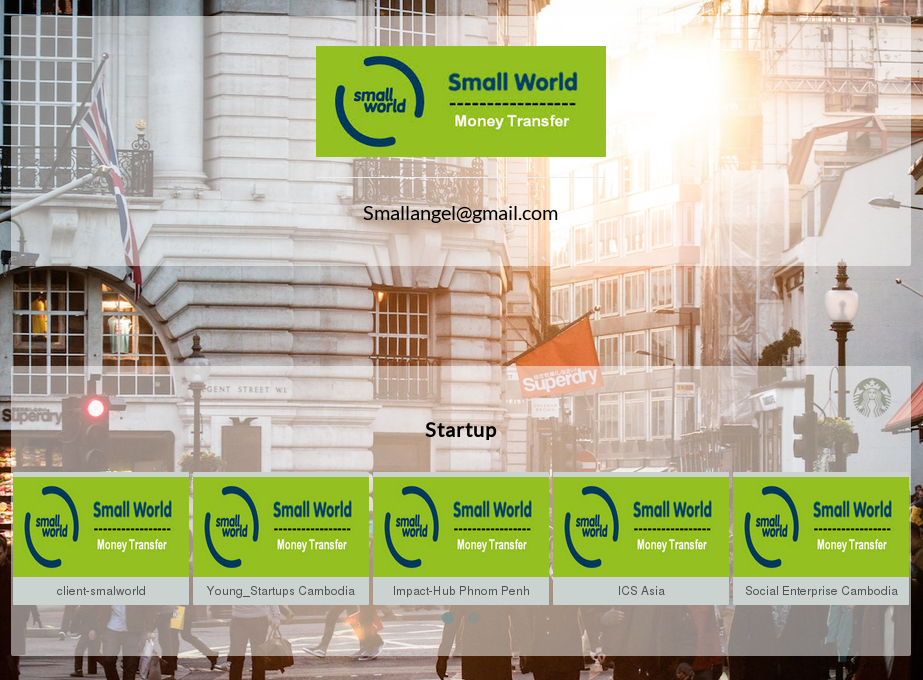 small
world
Small World
-----------------
Money Transfer
Smallangel@gmail.com
GENT STREET W1
Superdry
Superdry
Startup
small
world
Small World
-----------------
Money Transfer
small
world
Small World
-----------------
Money Transfer
small
world
Small World
-----------------
Money Transfer
small
world
Small World
-----------------
Money Transfer
small
world
Small World
-----------------
Money Transfer
client-smalworld
Young_Startups Cambodia
Impact-Hub Phnom Penh
ICS Asia
Social Enterprise Cambodia